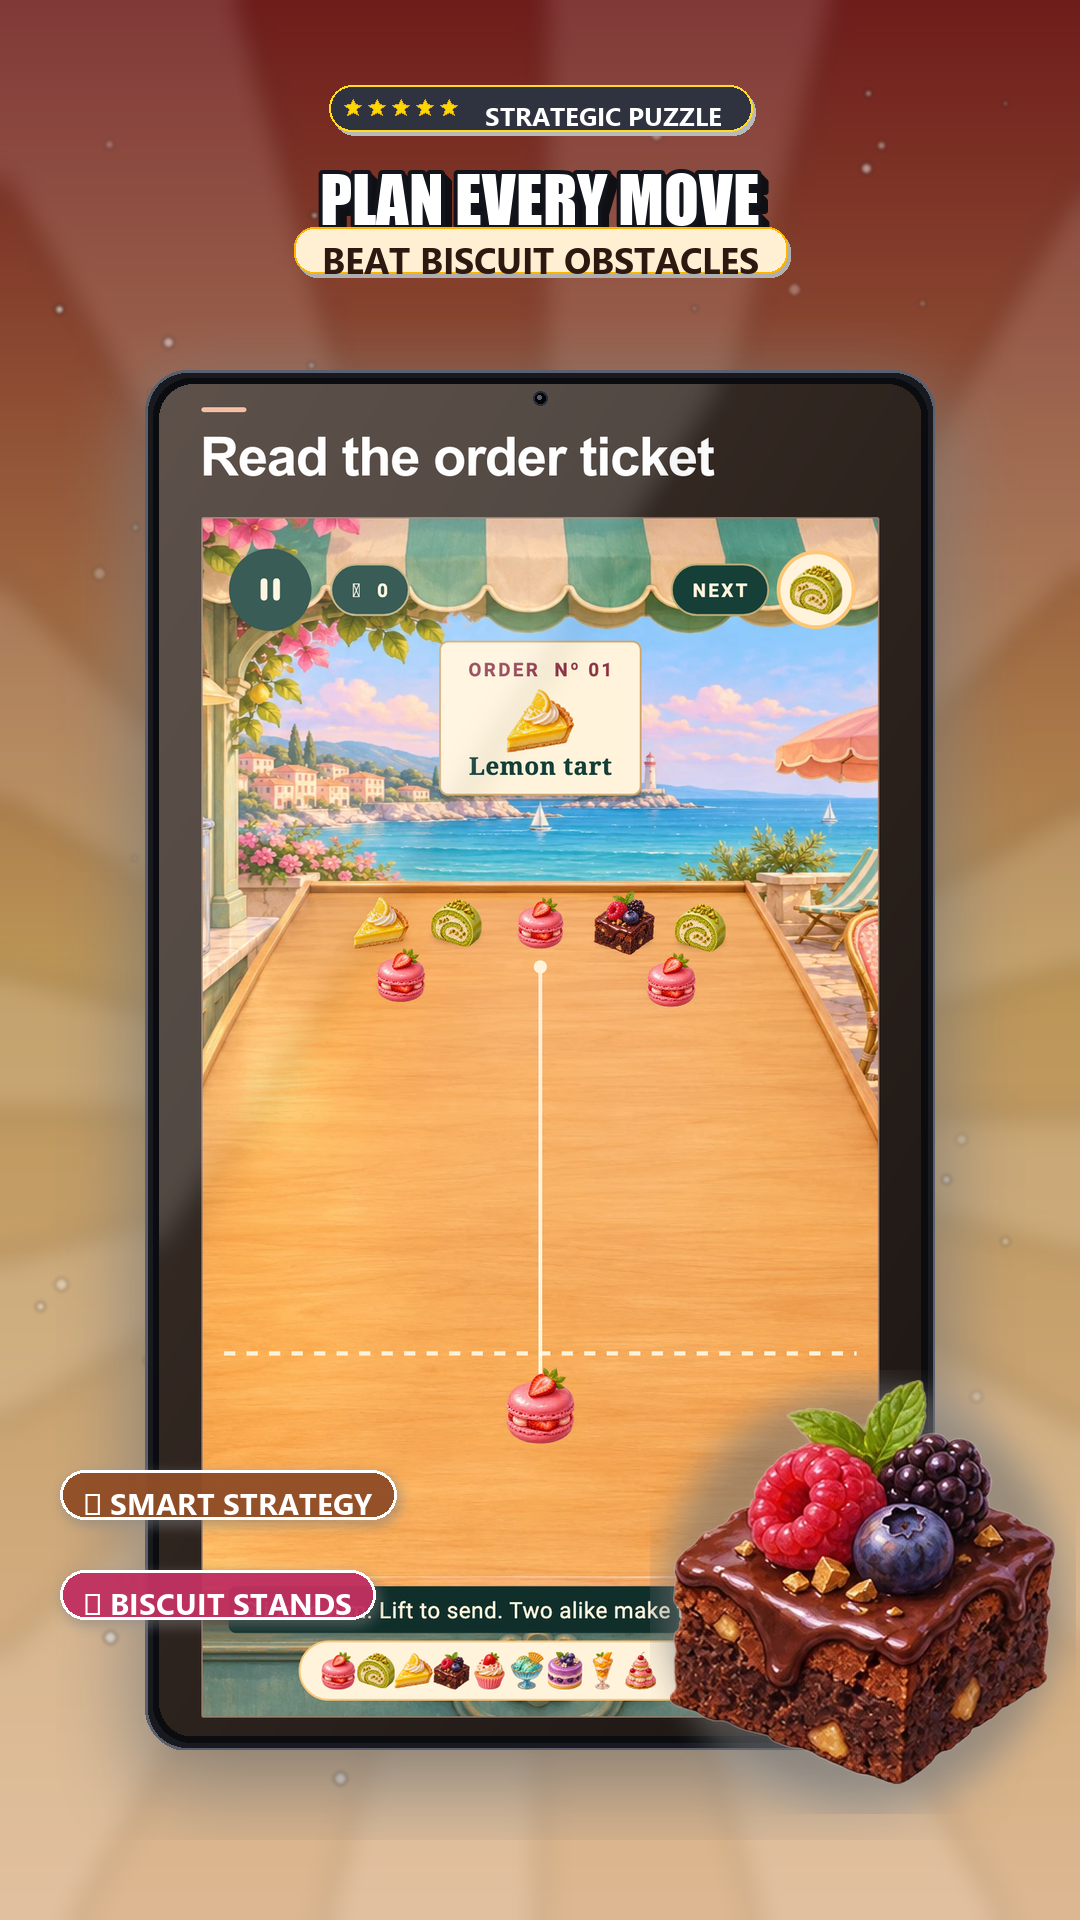 STRATEGIC PUZZLE
PLAN EVERY MOVE
BEAT BISCUIT OBSTACLES
Read the order ticket
0
NEXT
ORDER Nº 01
Lemon tart
SMART STRATEGY
BISCUIT STANDS
Lift to send. Two alike make